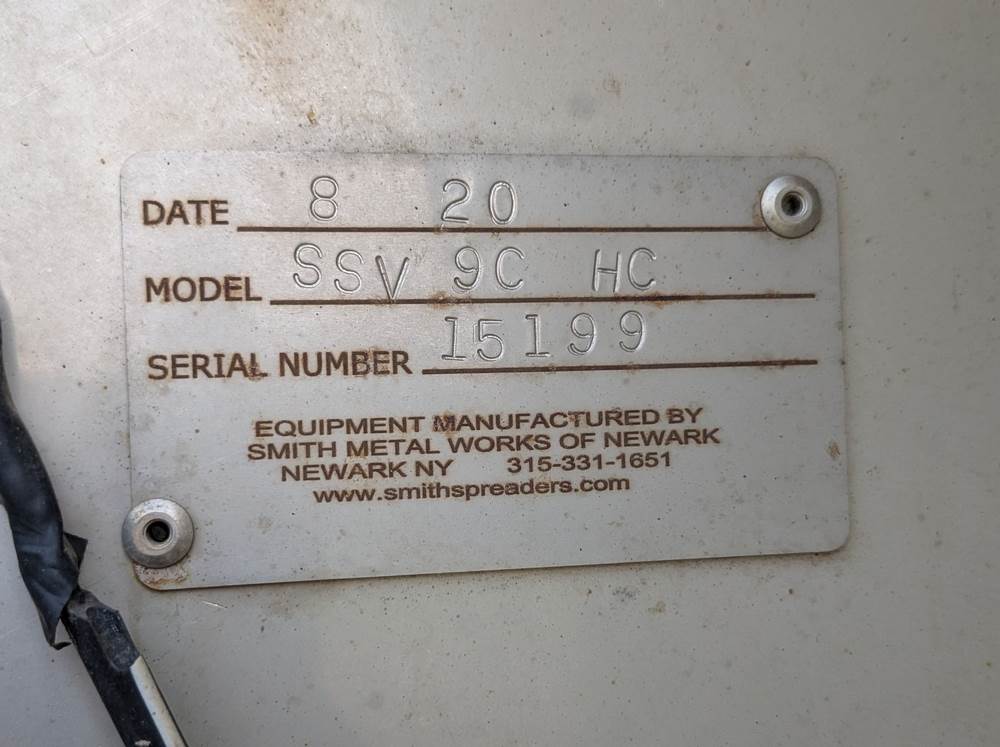 DATE 8 20
MODEL SSV 9C HC
SERIAL NUMBER 15199
EQUIPMENT MANUFACTURED BY
SMITH METAL WORKS OF NEWARK
NEWARK NY 315-331-1651
www.smithspreaders.com